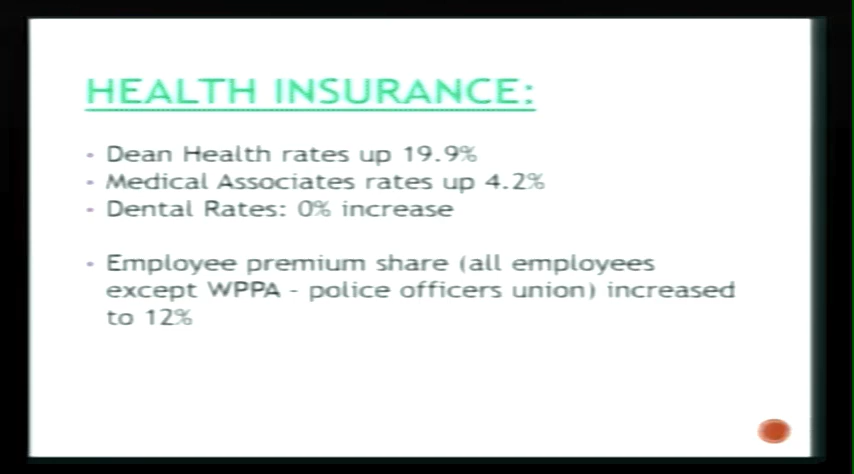 HEALTH INSURANCE:
• Dean Health rates up 19.9%
• Medical Associates rates up 4.2%
• Dental Rates: 0% increase
• Employee premium share (all employees
except WPPA - police officers union) increased
to 12%